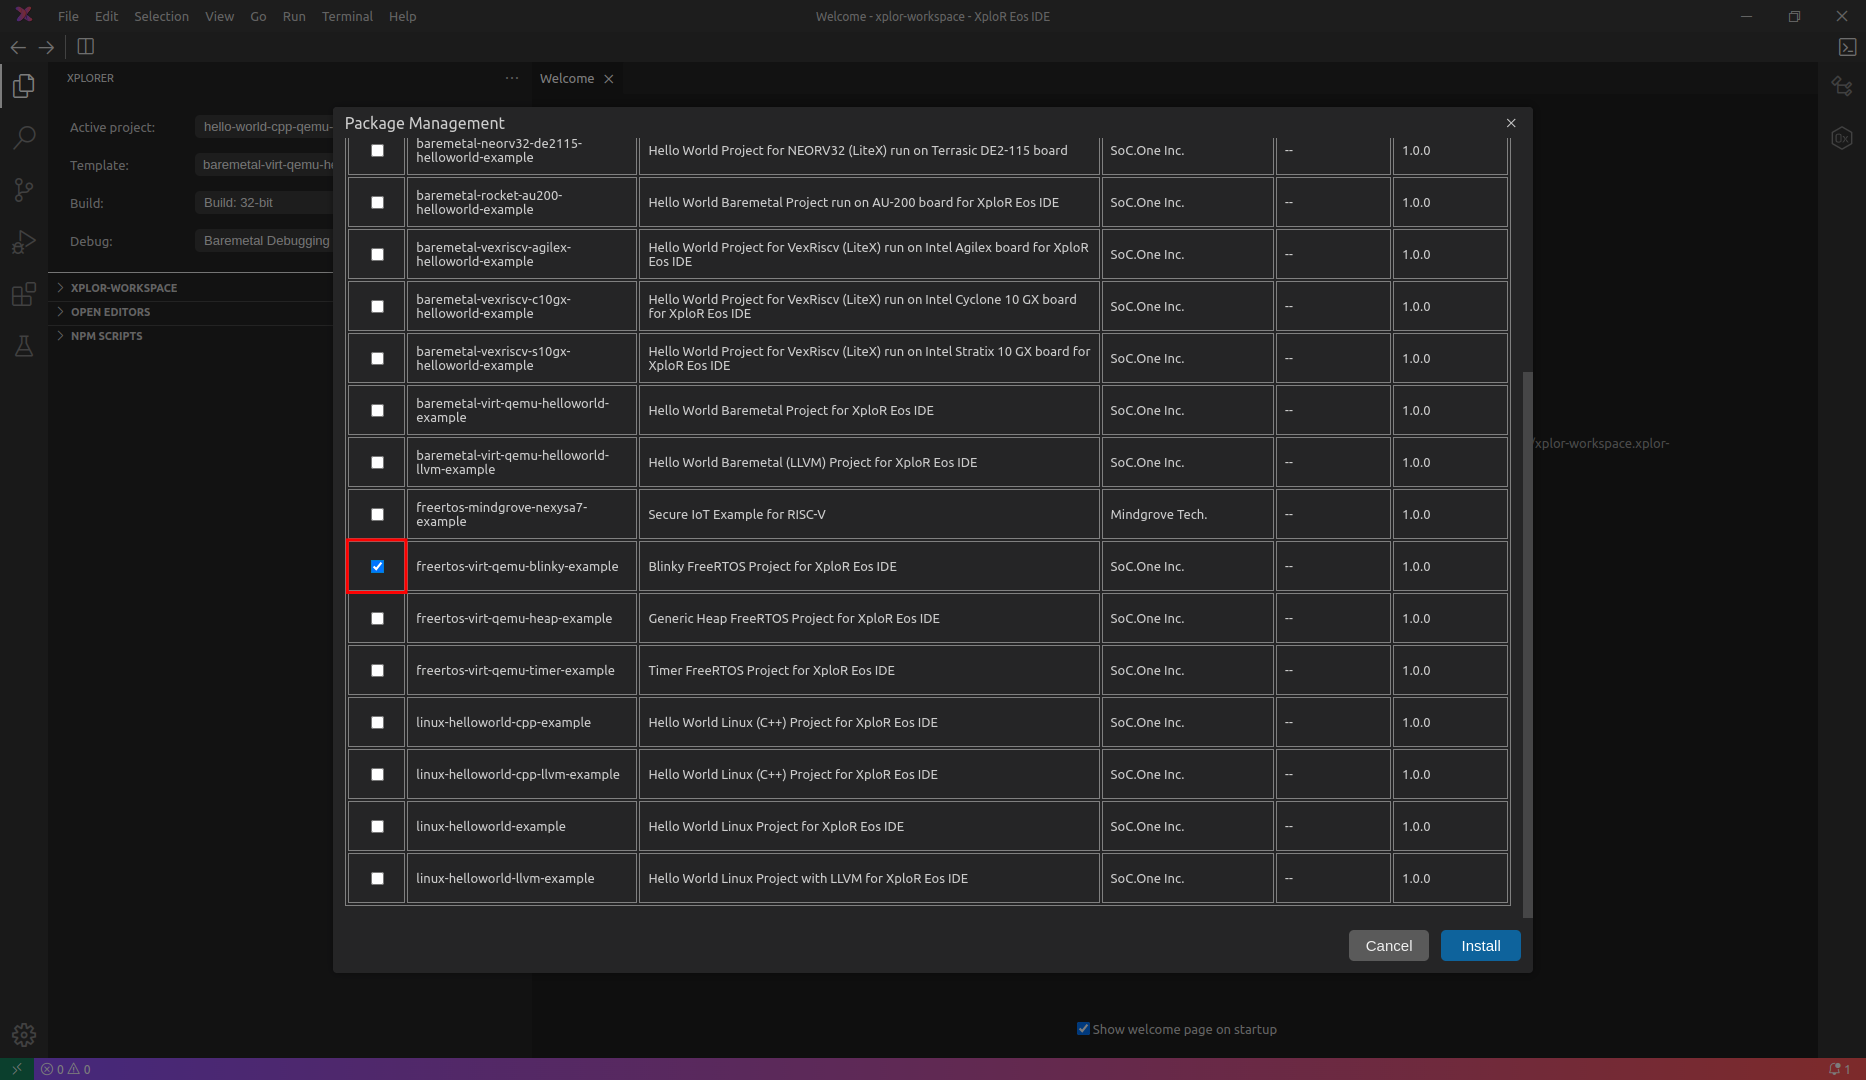 File Edit Selection View Go Run Terminal Help
Welcome - xplor-workspace - XploR Eos IDE
XPLORER
Welcome
Active project: hello-world-cpp-qemu-
Template: baremetal-virt-qemu-he
Build: Build: 32-bit
Debug: Baremetal Debugging
XPLOR-WORKSPACE
OPEN EDITORS
NPM SCRIPTS
Package Management
baremetal-neorv32-de2115-
helloworld-example
Hello World Project for NEORV32 (LiteX) run on Terrasic DE2-115 board
SoC.One Inc.
--
1.0.0
baremetal-rocket-au200-
helloworld-example
Hello World Baremetal Project run on AU-200 board for XploR Eos IDE
SoC.One Inc.
--
1.0.0
baremetal-vexriscv-agilex-
helloworld-example
Hello World Project for VexRiscv (LiteX) run on Intel Agilex board for XploR
Eos IDE
SoC.One Inc.
--
1.0.0
baremetal-vexriscv-c10gx-
helloworld-example
Hello World Project for VexRiscv (LiteX) run on Intel Cyclone 10 GX board
for XploR Eos IDE
SoC.One Inc.
--
1.0.0
baremetal-vexriscv-s10gx-
helloworld-example
Hello World Project for VexRiscv (LiteX) run on Intel Stratix 10 GX board for
XploR Eos IDE
SoC.One Inc.
--
1.0.0
baremetal-virt-qemu-helloworld-
example
Hello World Baremetal Project for XploR Eos IDE
SoC.One Inc.
--
1.0.0
baremetal-virt-qemu-helloworld-
llvm-example
Hello World Baremetal (LLVM) Project for XploR Eos IDE
SoC.One Inc.
--
1.0.0
freertos-mindgrove-nexysa7-
example
Secure IoT Example for RISC-V
Mindgrove Tech.
--
1.0.0
freertos-virt-qemu-blinky-example
Blinky FreeRTOS Project for XploR Eos IDE
SoC.One Inc.
--
1.0.0
freertos-virt-qemu-heap-example
Generic Heap FreeRTOS Project for XploR Eos IDE
SoC.One Inc.
--
1.0.0
freertos-virt-qemu-timer-example
Timer FreeRTOS Project for XploR Eos IDE
SoC.One Inc.
--
1.0.0
linux-helloworld-cpp-example
Hello World Linux (C++) Project for XploR Eos IDE
SoC.One Inc.
--
1.0.0
linux-helloworld-cpp-llvm-example
Hello World Linux (C++) Project for XploR Eos IDE
SoC.One Inc.
--
1.0.0
linux-helloworld-example
Hello World Linux Project for XploR Eos IDE
SoC.One Inc.
--
1.0.0
linux-helloworld-llvm-example
Hello World Linux Project with LLVM for XploR Eos IDE
SoC.One Inc.
--
1.0.0
Cancel
Install
/xplor-workspace.xplor-
0x
Show welcome page on startup
0 0
1